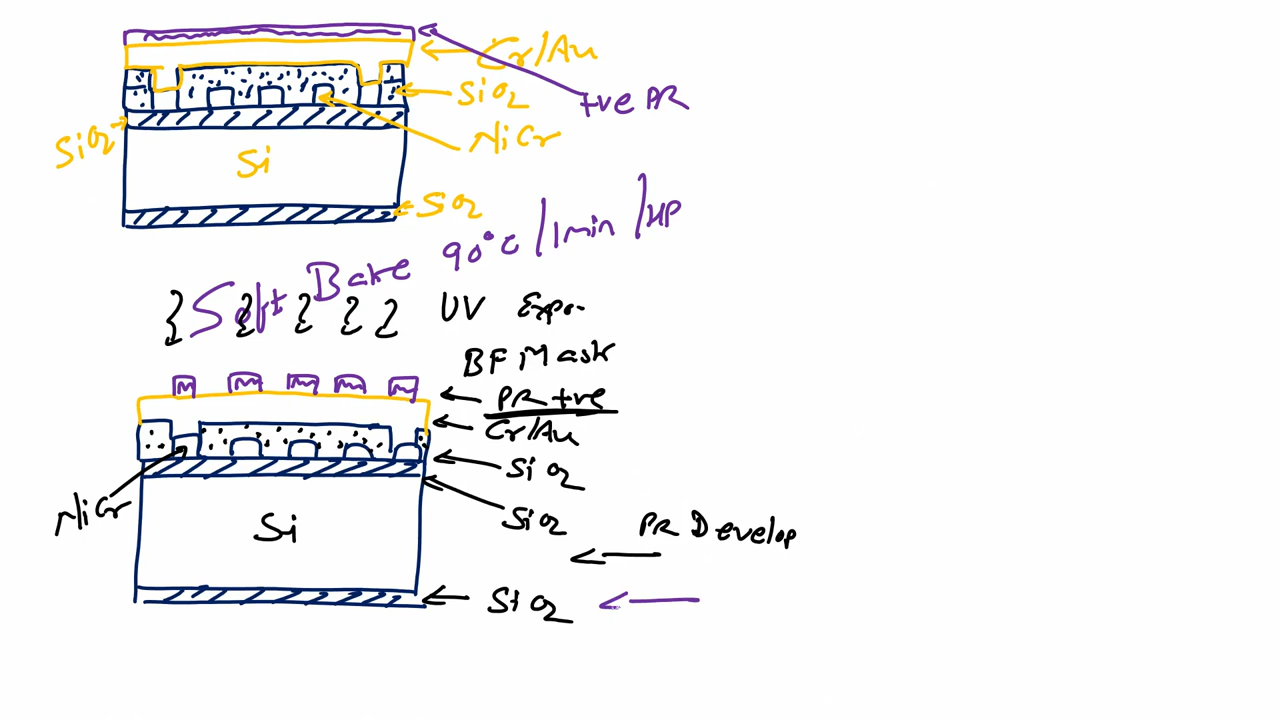 Cr/Au
SiO2
+ve PR
NiCr
SiO2
Si
SiO2
Soft Bake 90°C/1min/HP
UV Expo.
BF Mask
PR +ve
Cr/Au
SiO2
NiCr
Si
SiO2
PR Develop
SiO2